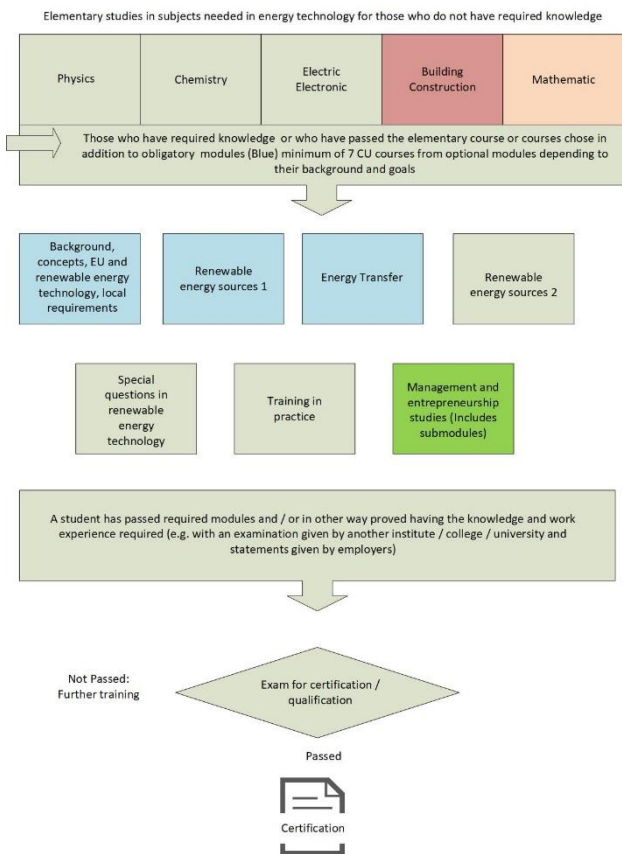 Elementary studies in subjects needed in energy technology for those who do not have required knowledge
Physics
Chemistry
Electric
Electronic
Building
Construction
Mathematic
Those who have required knowledge or who have passed the elementary course or courses chose in
addition to obligatory modules (Blue) minimum of 7 CU courses from optional modules depending to
their background and goals
Background,
concepts, EU and
renewable energy
technology, local
requirements
Renewable
energy sources 1
Energy Transfer
Renewable
energy sources 2
Special
questions in
renewable
energy
technology
Training in
practice
Management and
entrepreneurship
studies (Includes
submodules)
A student has passed required modules and / or in other way proved having the knowledge and work
experience required (e.g. with an examination given by another institute / college / university and
statements given by employers)
Not Passed:
Further training
Exam for certification /
qualification
Passed
Certification